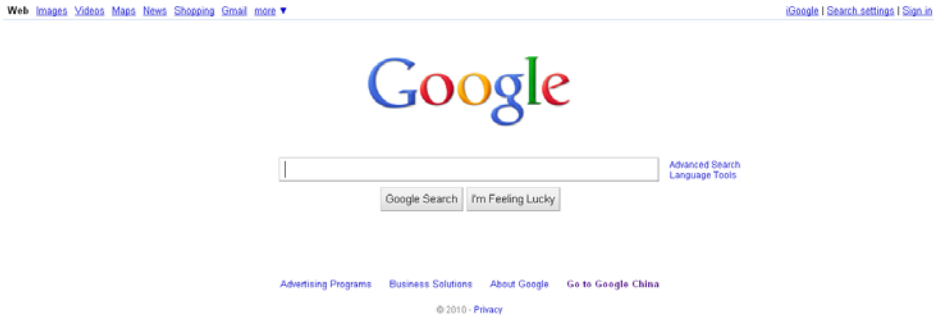 Web Images Videos Maps News Shopping Gmail more ▼ iGoogle | Search settings | Sign in
Google
Advanced Search
Language Tools
Google Search I'm Feeling Lucky
Advertising Programs Business Solutions About Google Go to Google China
© 2010 - Privacy